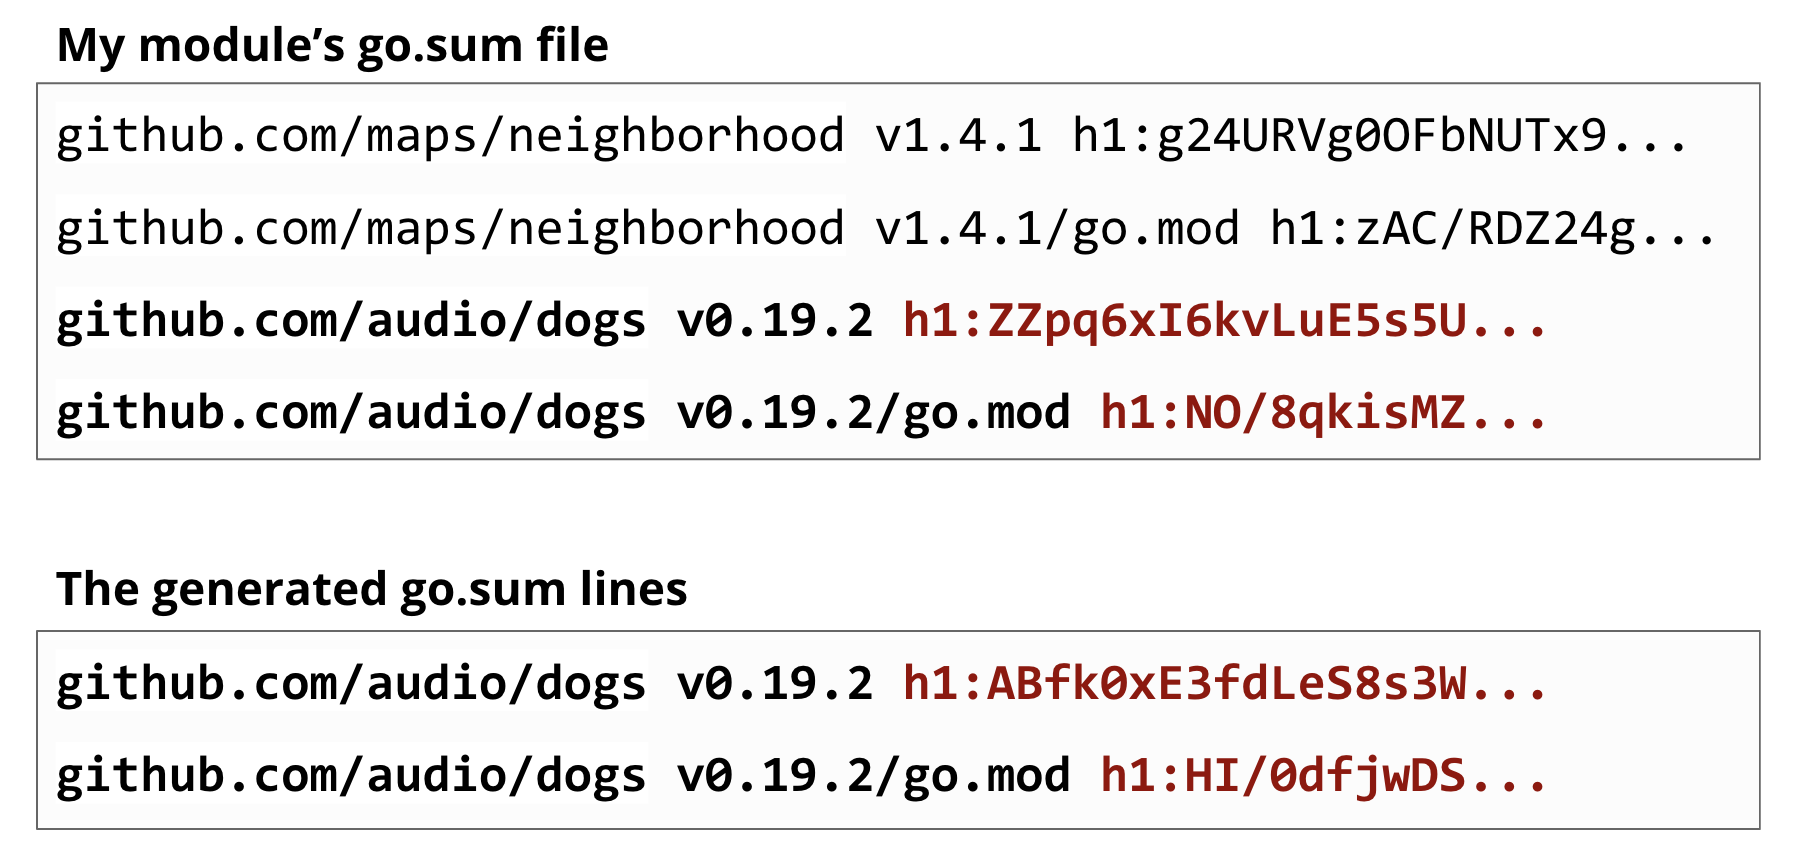 My module’s go.sum file
github.com/maps/neighborhood v1.4.1 h1:g24URVg0OFbNUTx9...
github.com/maps/neighborhood v1.4.1/go.mod h1:zAC/RDZ24g...
github.com/audio/dogs v0.19.2 h1:ZZpq6xI6kvLuE5s5U...
github.com/audio/dogs v0.19.2/go.mod h1:NO/8qkisMZ...
The generated go.sum lines
github.com/audio/dogs v0.19.2 h1:ABfk0xE3fdLeS8s3W...
github.com/audio/dogs v0.19.2/go.mod h1:HI/0dfjwDS...